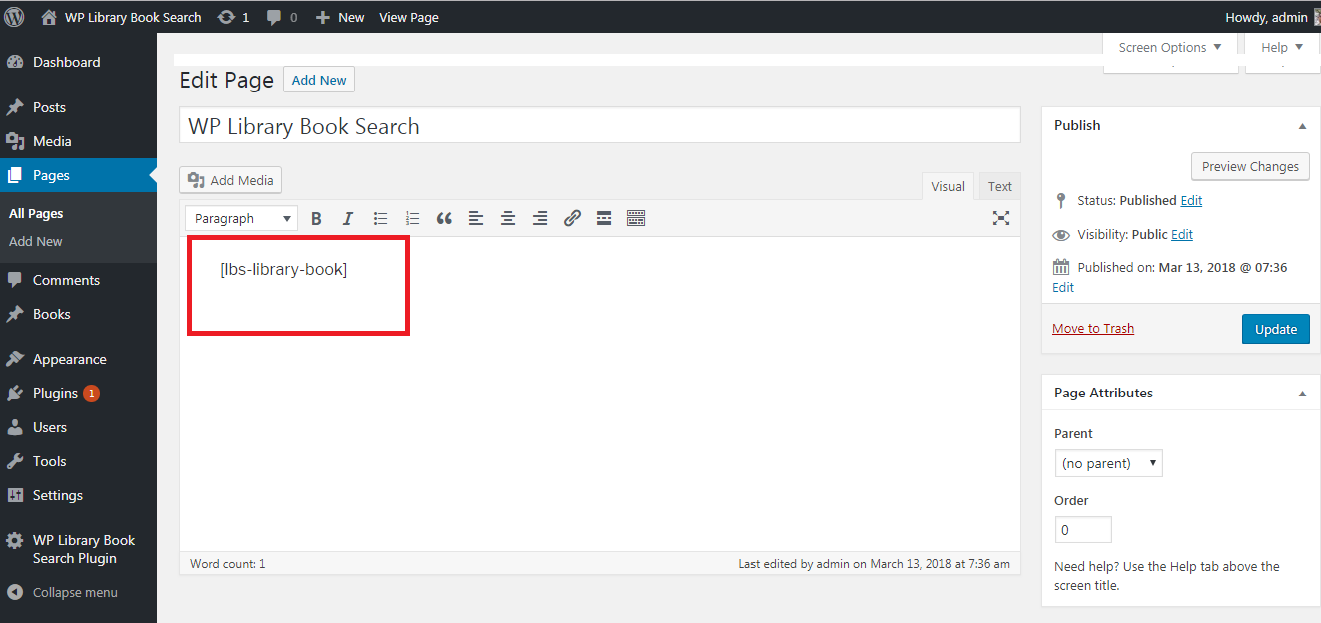 WP Library Book Search 1 0 New View Page Howdy, admin
Screen Options Help
Dashboard
Posts
Media
Pages
All Pages
Add New
Comments
Books
Appearance
Plugins 1
Users
Tools
Settings
WP Library Book
Search Plugin
Collapse menu
Edit Page Add New
WP Library Book Search
Add Media
Visual Text
Paragraph
[lbs-library-book]
Word count: 1 Last edited by admin on March 13, 2018 at 7:36 am
Publish
Preview Changes
Status: Published Edit
Visibility: Public Edit
Published on: Mar 13, 2018 @ 07:36
Edit
Move to Trash Update
Page Attributes
Parent
(no parent)
Order
0
Need help? Use the Help tab above the
screen title.